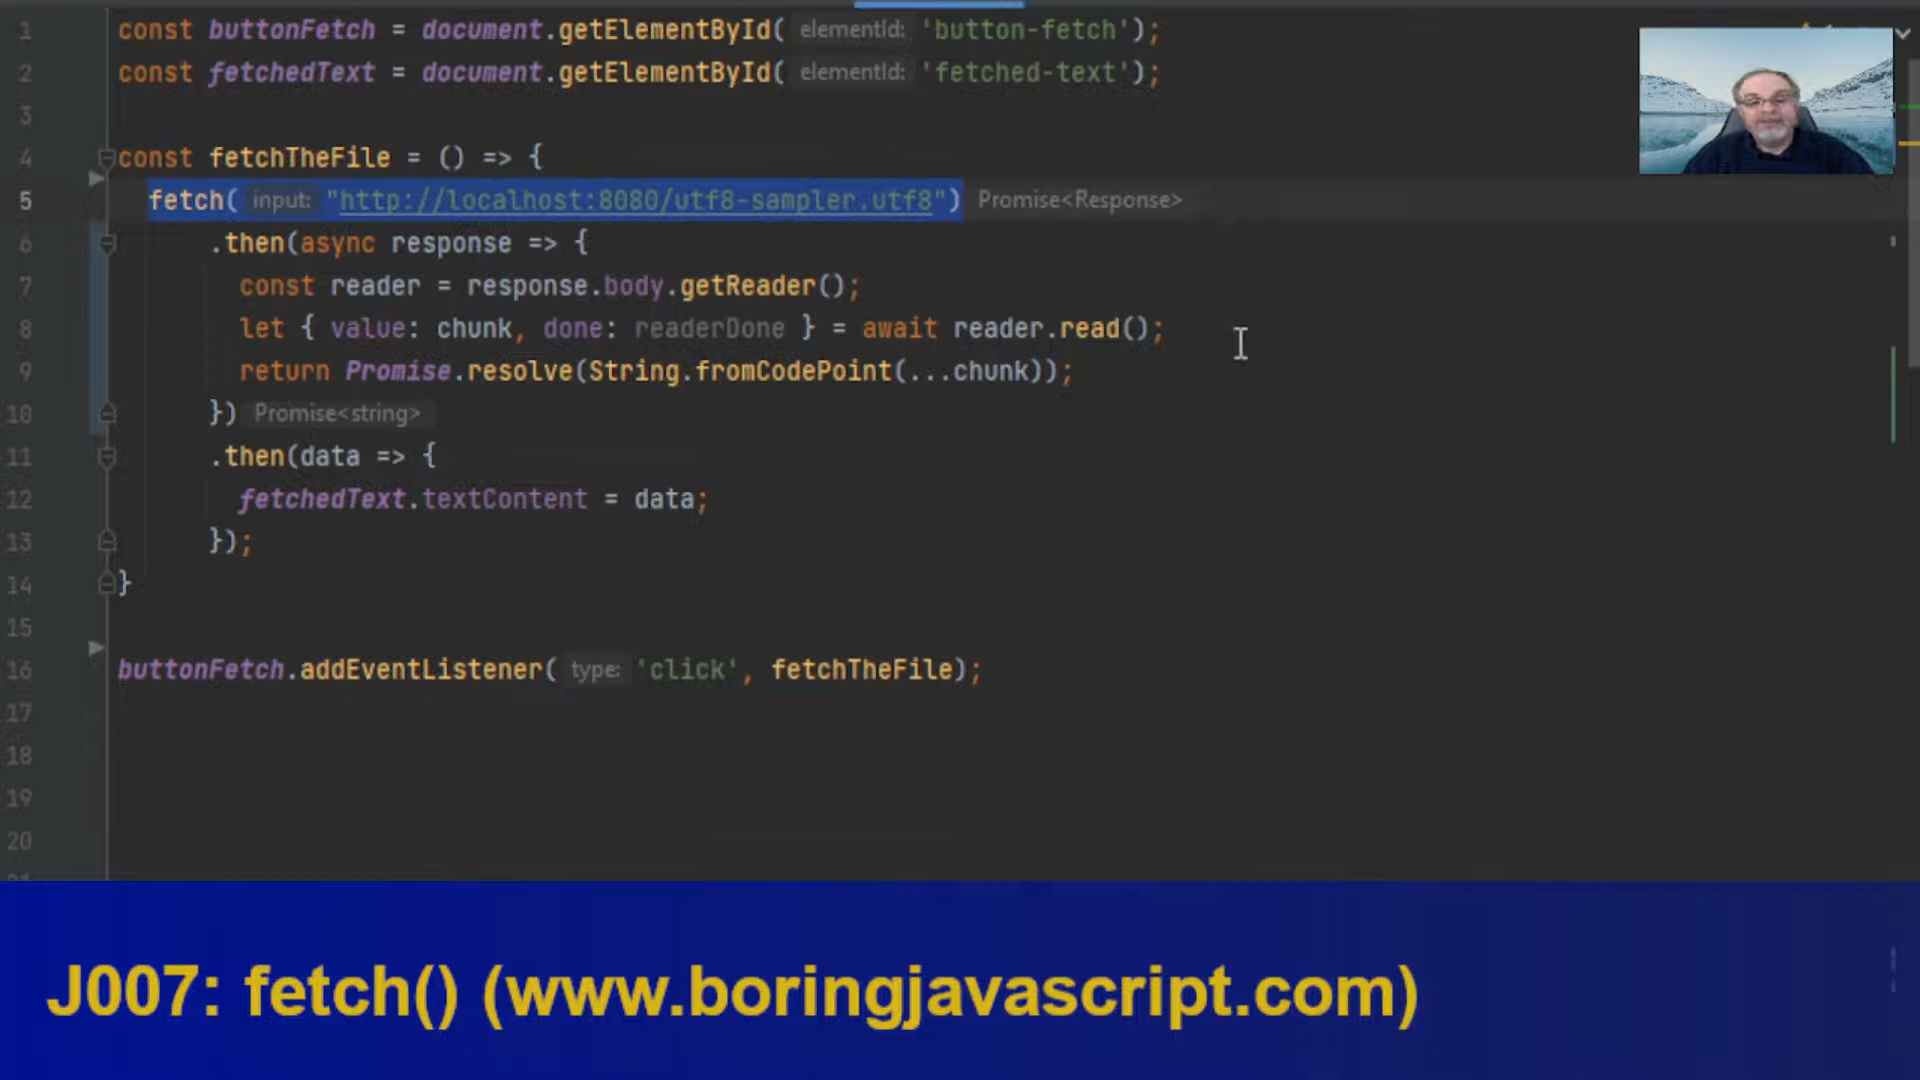 1 const buttonFetch = document.getElementById( elementId: 'button-fetch');
2 const fetchedText = document.getElementById( elementId: 'fetched-text');
3
4 const fetchTheFile = () => {
5 fetch( input: "http://localhost:8080/utf8-sampler.utf8") Promise<Response>
6 .then(async response => {
7 const reader = response.body.getReader();
8 let { value: chunk, done: readerDone } = await reader.read();
9 return Promise.resolve(String.fromCodePoint(...chunk));
10 }) Promise<string>
11 .then(data => {
12 fetchedText.textContent = data;
13 });
14 }
15
16 buttonFetch.addEventListener( type: 'click', fetchTheFile);
17
18
19
20
J007: fetch() (www.boringjavascript.com)